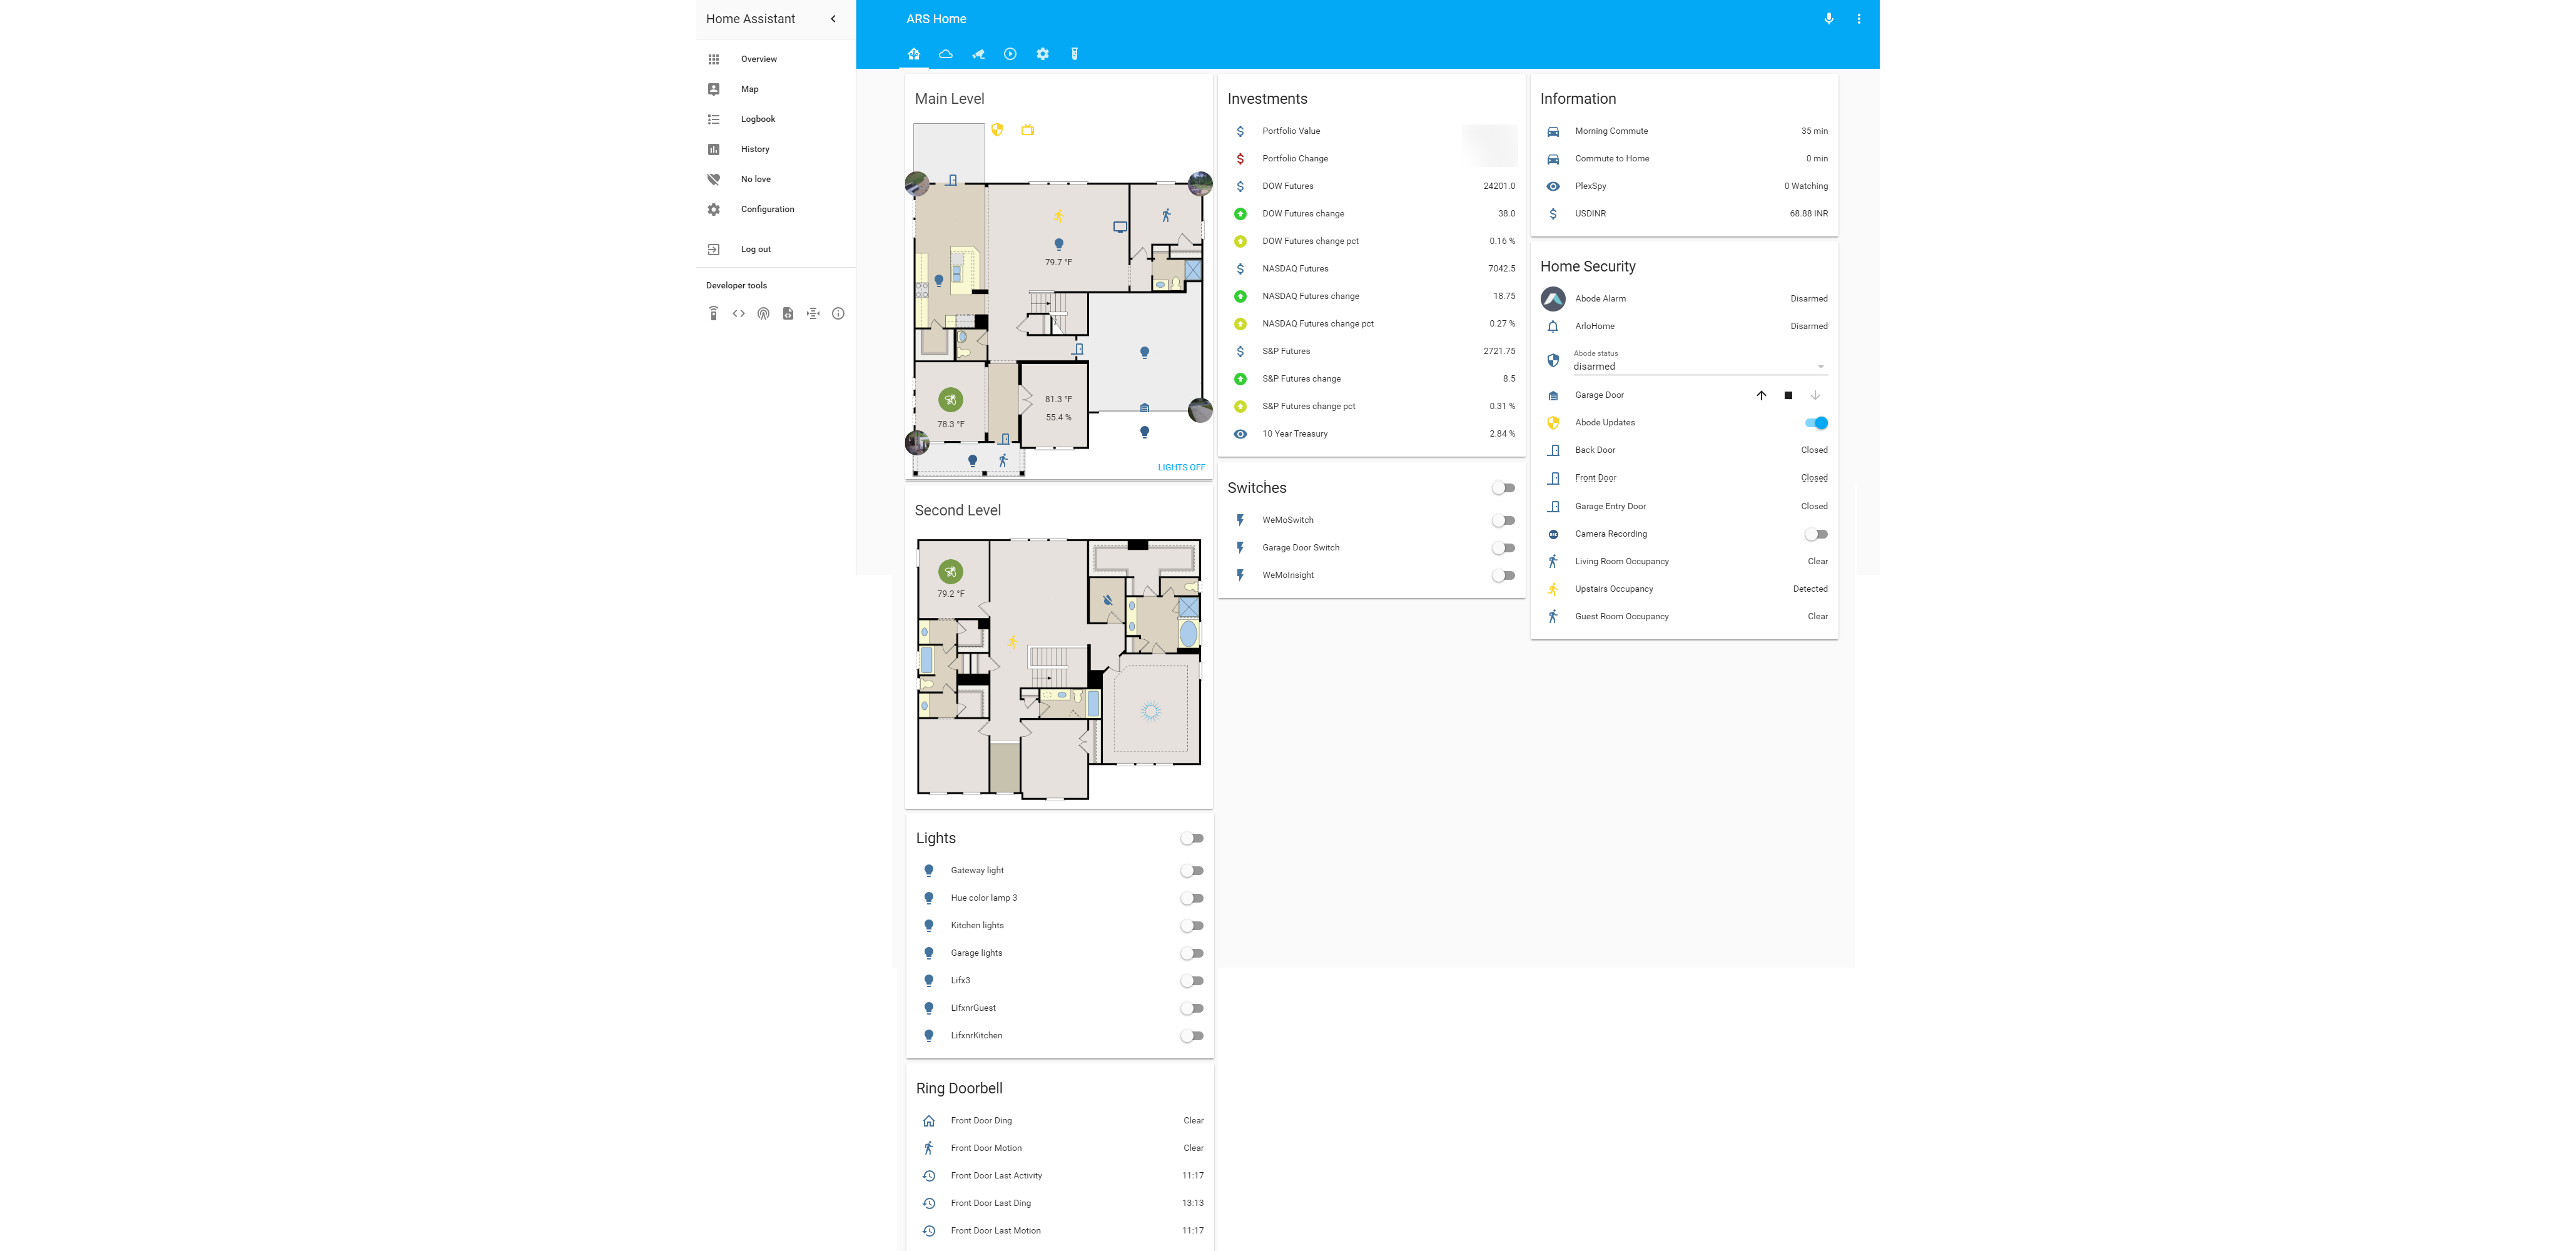 Home Assistant
Overview
Map
Logbook
History
No love
Configuration
Log out
Developer tools
ARS Home
Main Level
79.7 °F
81.3 °F
55.4 %
78.3 °F
LIGHTS OFF
Second Level
79.2 °F
Lights
Gateway light
Hue color lamp 3
Kitchen lights
Garage lights
Lifx3
LifxnrGuest
LifxnrKitchen
Ring Doorbell
Front Door Ding Clear
Front Door Motion Clear
Front Door Last Activity 11:17
Front Door Last Ding 13:13
Front Door Last Motion 11:17
Investments
Portfolio Value
Portfolio Change
DOW Futures 24201.0
DOW Futures change 38.0
DOW Futures change pct 0.16 %
NASDAQ Futures 7042.5
NASDAQ Futures change 18.75
NASDAQ Futures change pct 0.27 %
S&P Futures 2721.75
S&P Futures change 8.5
S&P Futures change pct 0.31 %
10 Year Treasury 2.84 %
Switches
WeMoSwitch
Garage Door Switch
WeMoInsight
Information
Morning Commute 35 min
Commute to Home 0 min
PlexSpy 0 Watching
USDINR 68.88 INR
Home Security
Abode Alarm Disarmed
ArloHome Disarmed
Abode status
disarmed
Garage Door
Abode Updates
Back Door Closed
Front Door Closed
Garage Entry Door Closed
REC
Camera Recording
Living Room Occupancy Clear
Upstairs Occupancy Detected
Guest Room Occupancy Clear